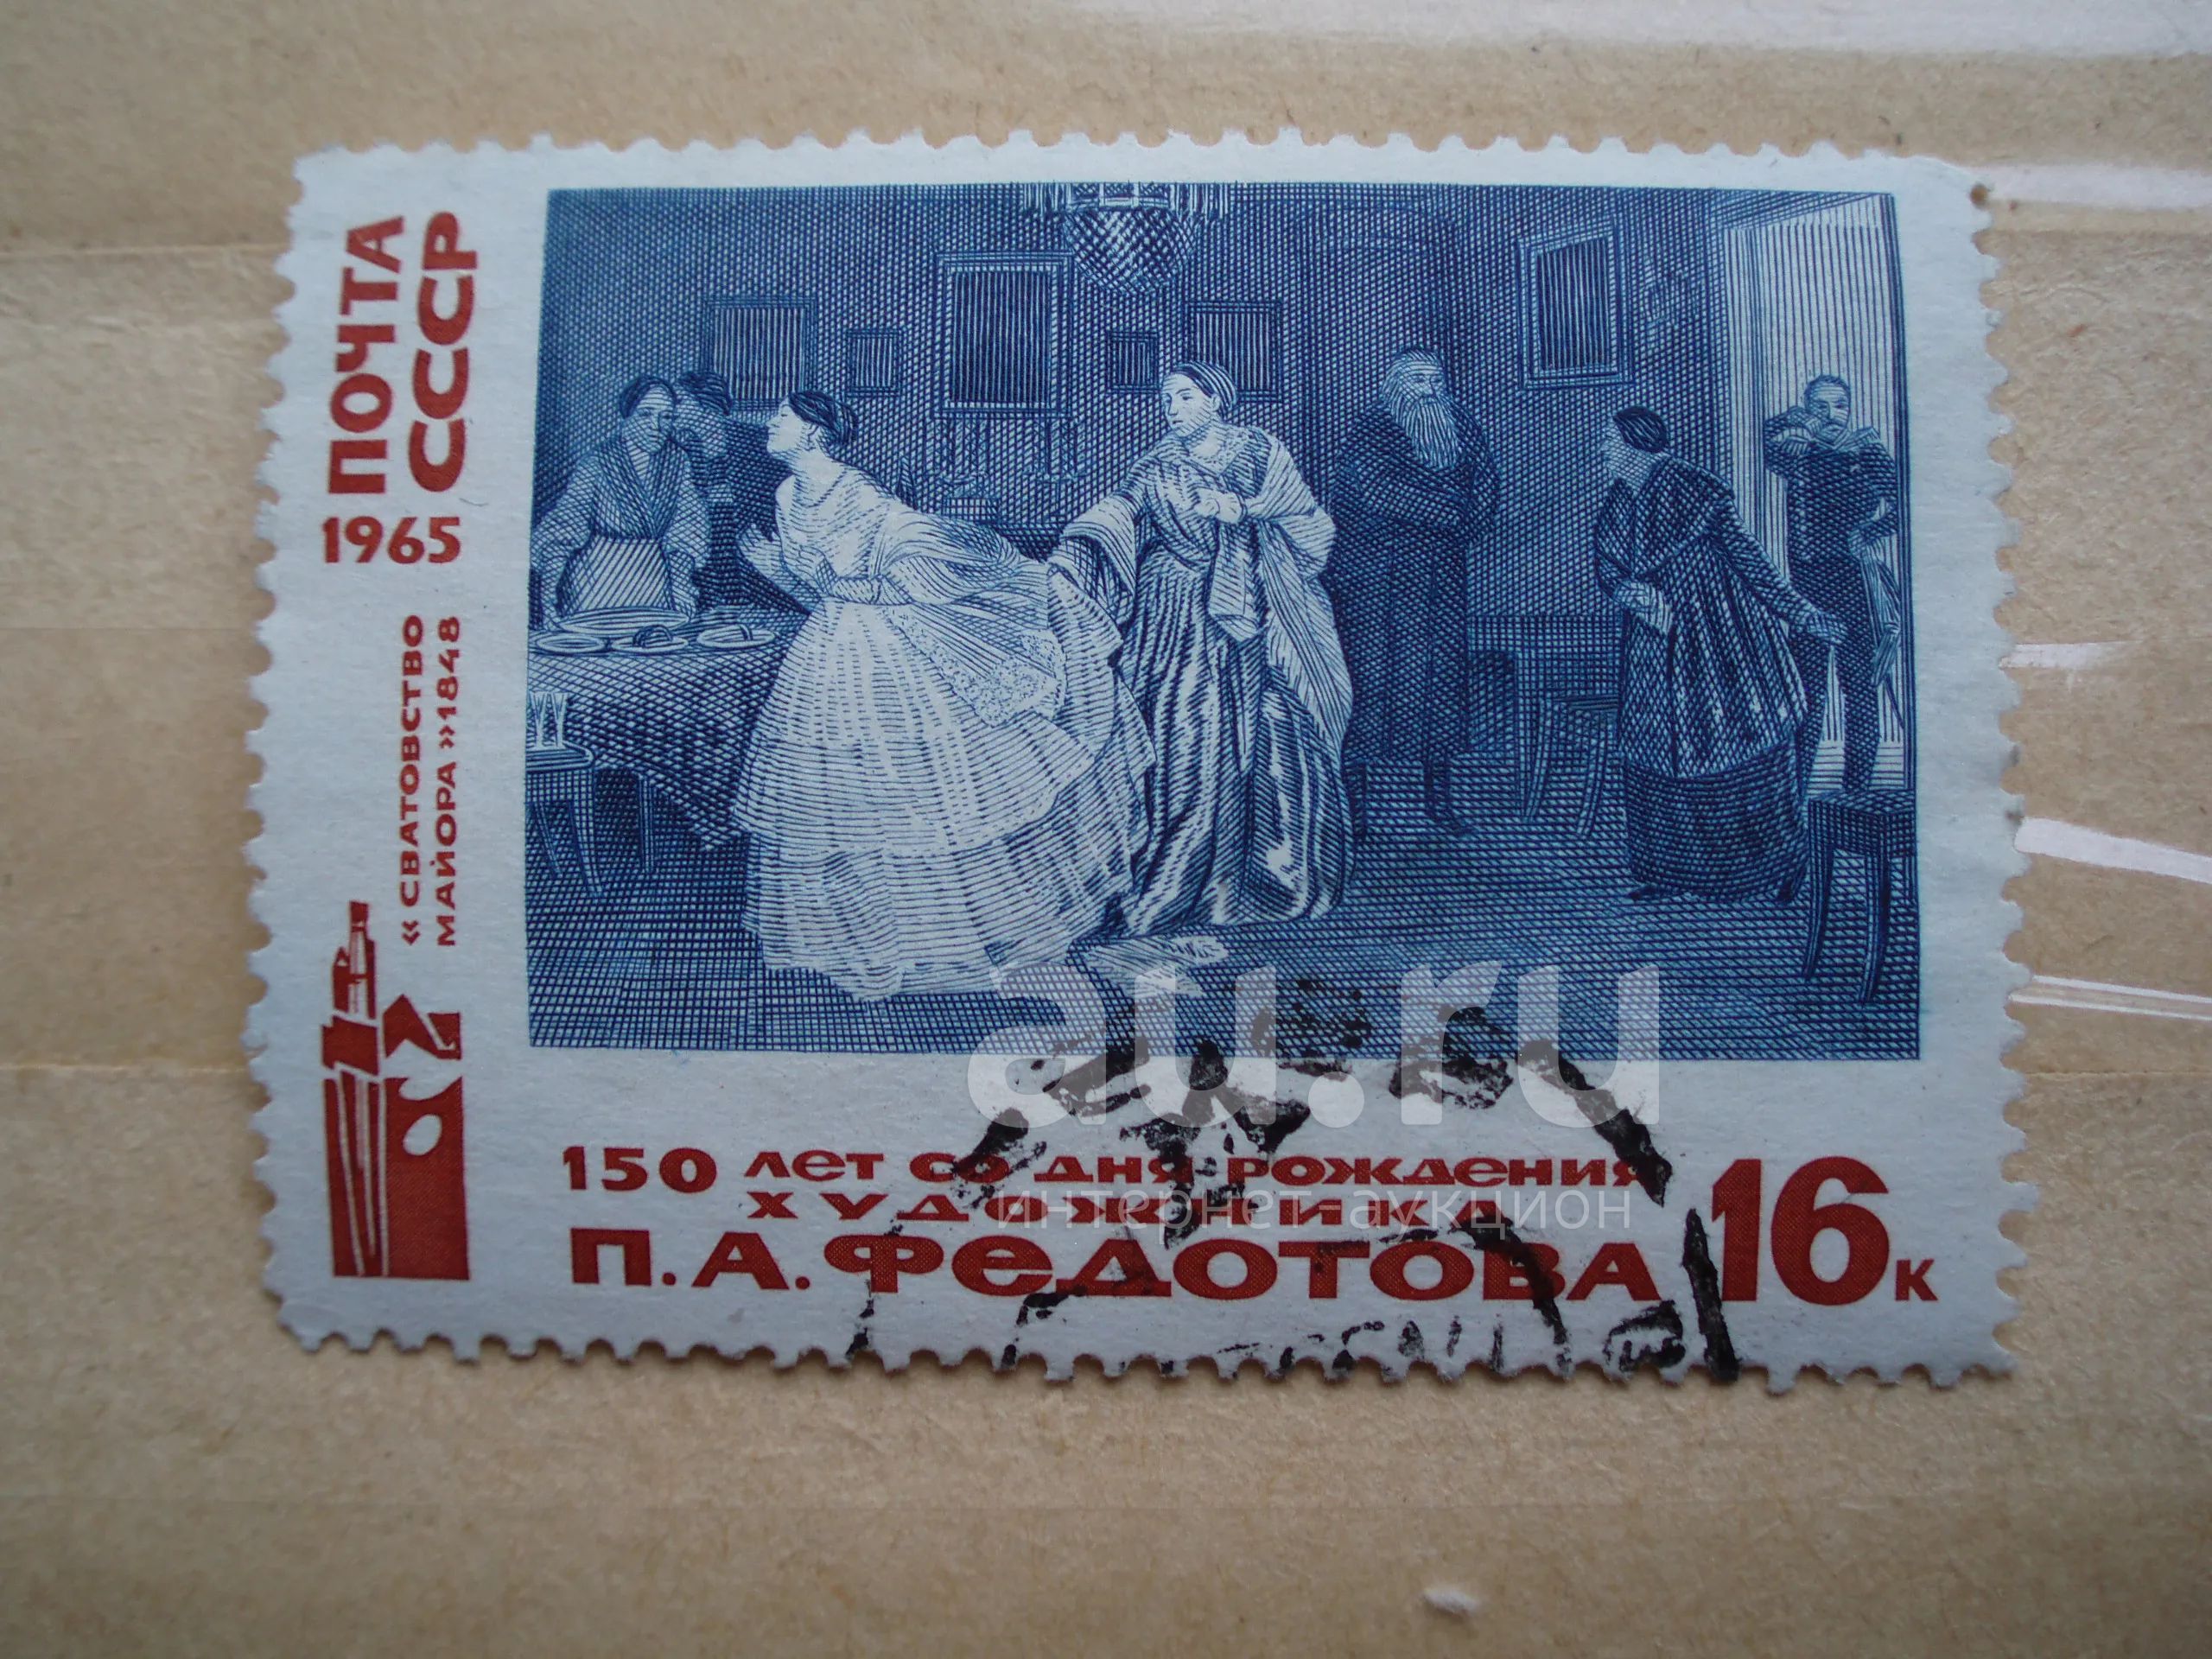 ПОЧТА
СССР
1965
«СВАТОВСТВО
МАЙОРА»1848
150 лет со дня рождения
художника
П.А.Федотова
16к
au.ru
интернет-аукцион